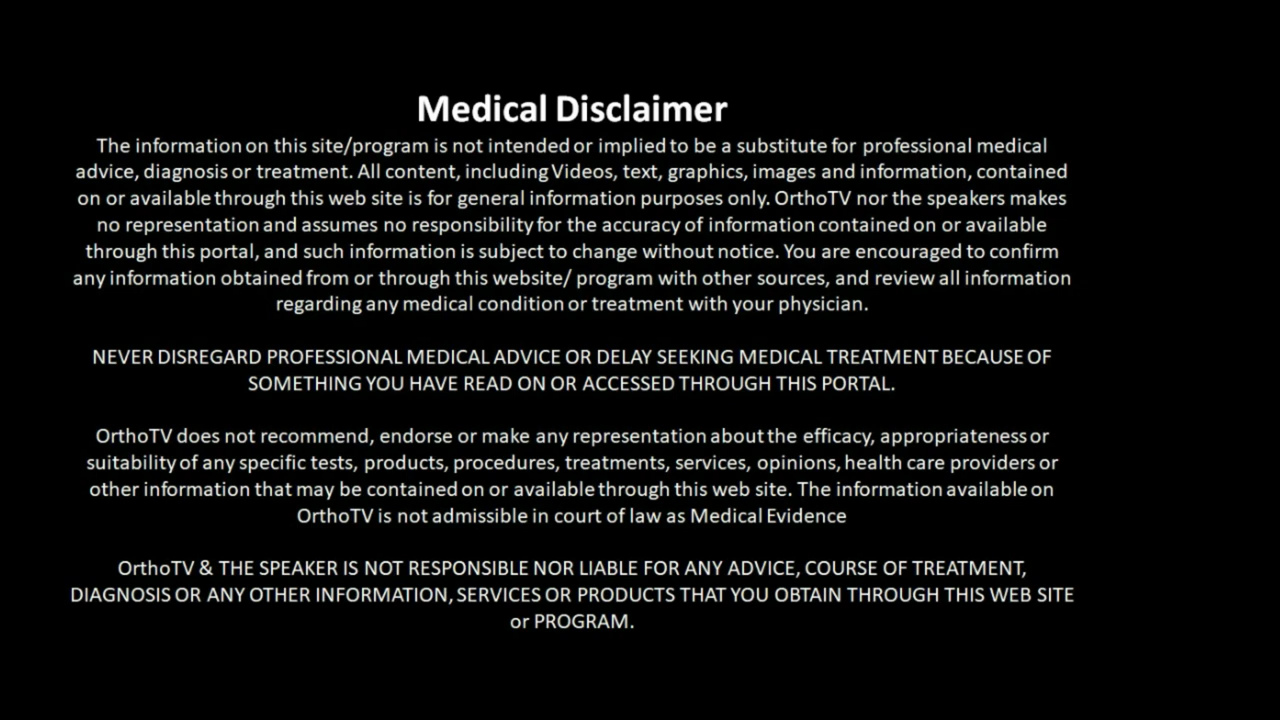 Medical Disclaimer
The information on this site/program is not intended or implied to be a substitute for professional medical
advice, diagnosis or treatment. All content, including Videos, text, graphics, images and information, contained
on or available through this web site is for general information purposes only. OrthoTV nor the speakers makes
no representation and assumes no responsibility for the accuracy of information contained on or available
through this portal, and such information is subject to change without notice. You are encouraged to confirm
any information obtained from or through this website/ program with other sources, and review all information
regarding any medical condition or treatment with your physician.
NEVER DISREGARD PROFESSIONAL MEDICAL ADVICE OR DELAY SEEKING MEDICAL TREATMENT BECAUSE OF
SOMETHING YOU HAVE READ ON OR ACCESSED THROUGH THIS PORTAL.
OrthoTV does not recommend, endorse or make any representation about the efficacy, appropriateness or
suitability of any specific tests, products, procedures, treatments, services, opinions, health care providers or
other information that may be contained on or available through this web site. The information available on
OrthoTV is not admissible in court of law as Medical Evidence
OrthoTV & THE SPEAKER IS NOT RESPONSIBLE NOR LIABLE FOR ANY ADVICE, COURSE OF TREATMENT,
DIAGNOSIS OR ANY OTHER INFORMATION, SERVICES OR PRODUCTS THAT YOU OBTAIN THROUGH THIS WEB SITE
or PROGRAM.